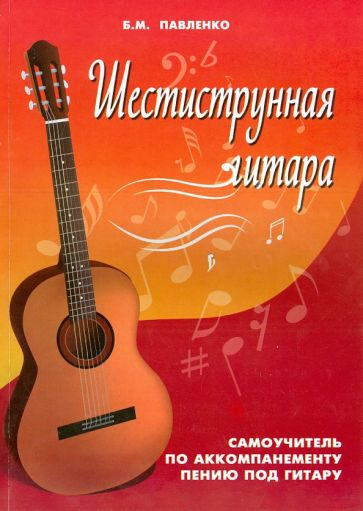 Б.М. ПАВЛЕНКО
Шестиструнная
гитара
САМОУЧИТЕЛЬ
ПО АККОМПАНЕМЕНТУ
ПЕНИЮ ПОД ГИТАРУ